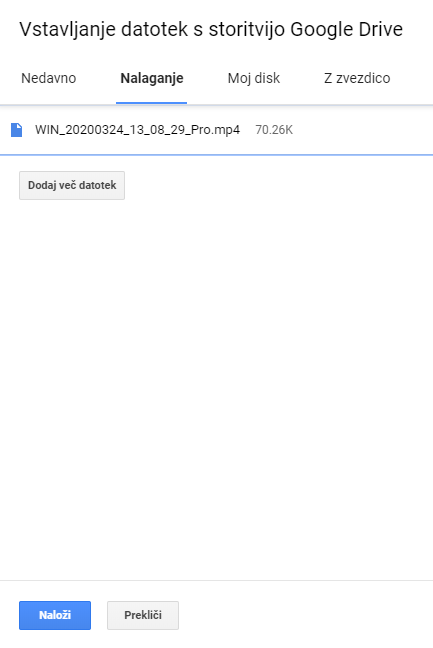 Vstavljanje datotek s storitvijo Google Drive
Nedavno Nalaganje Moj disk Z zvezdico
WIN_20200324_13_08_29_Pro.mp4 70.26K
Dodaj več datotek
Naloži Prekliči